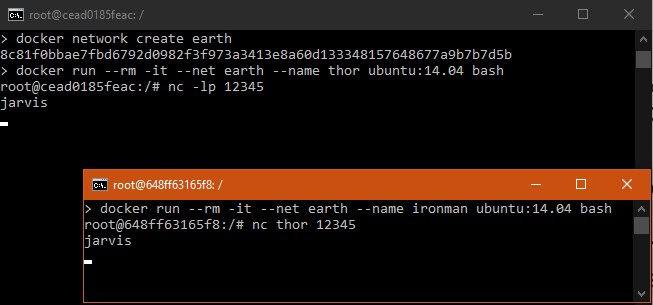 root@cead0185feac: /
> docker network create earth
8c81f0bbae7fbd6792d0982f3f973a3413e8a60d133348157648677a9b7b7d5b
> docker run --rm -it --net earth --name thor ubuntu:14.04 bash
root@cead0185feac:/# nc -lp 12345
jarvis
root@648ff63165f8: /
> docker run --rm -it --net earth --name ironman ubuntu:14.04 bash
root@648ff63165f8:/# nc thor 12345
jarvis